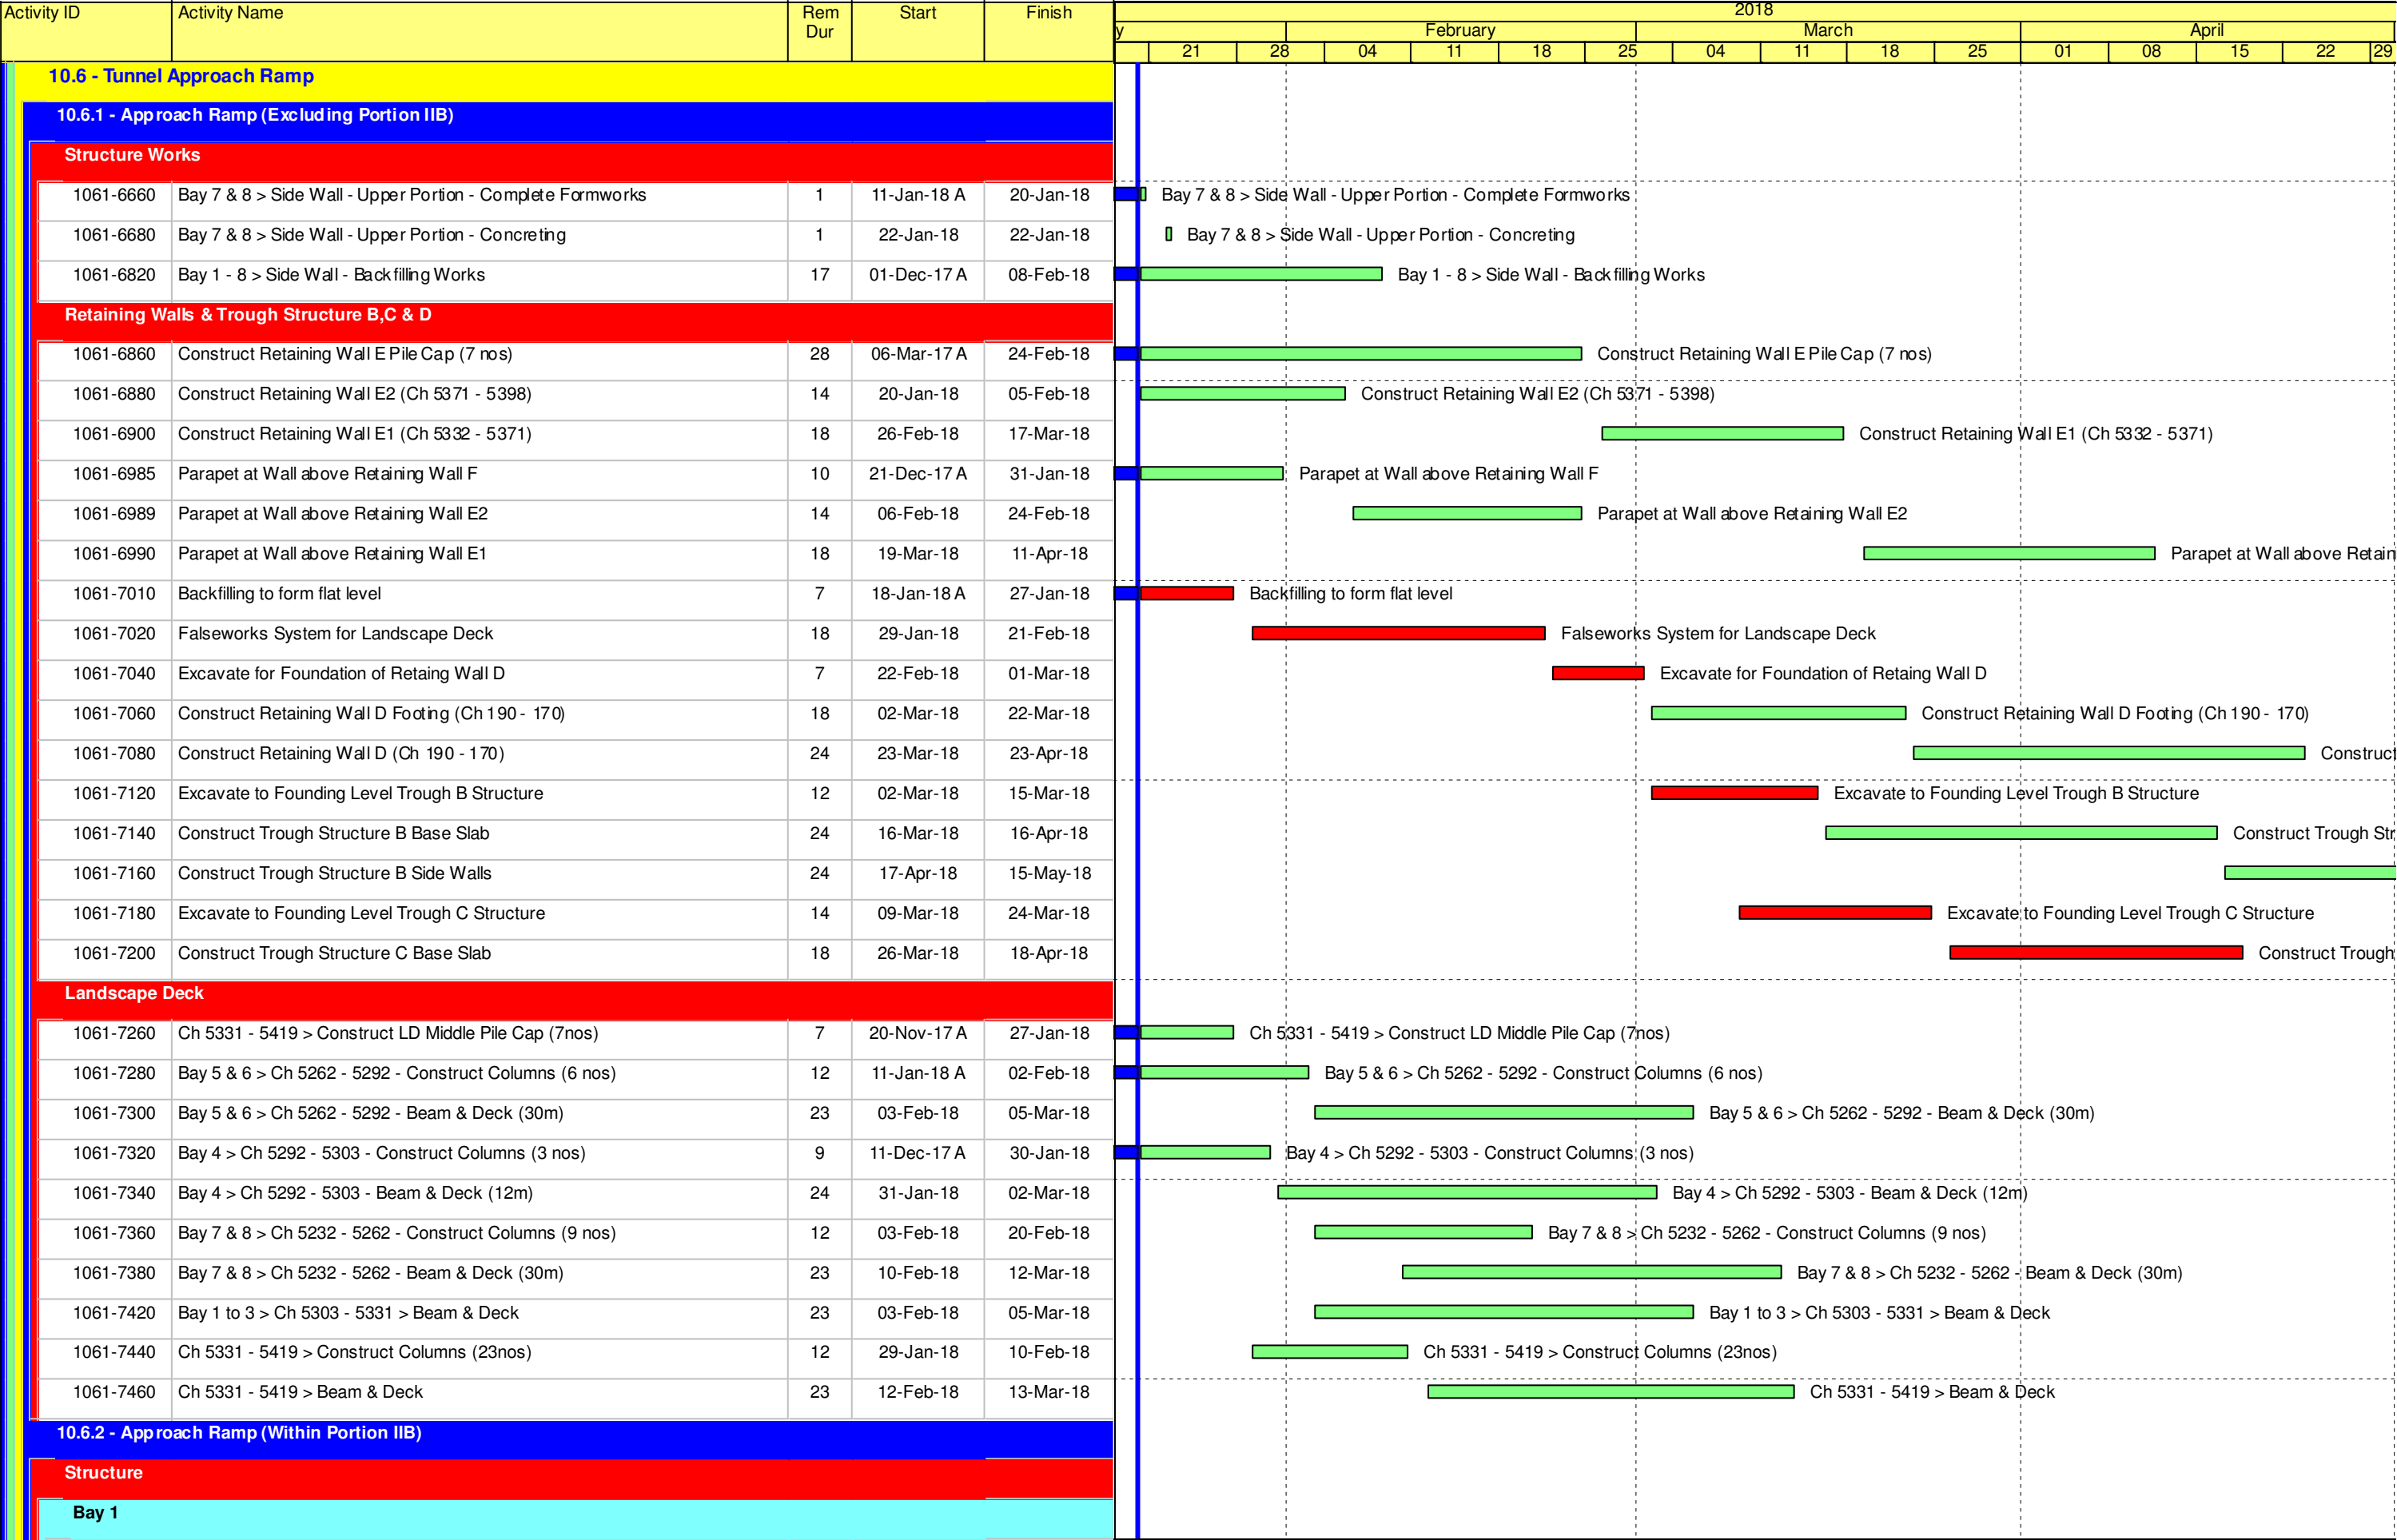 Activity ID Activity Name Rem Dur Start Finish 2018
y February March April
21 28 04 11 18 25 04 11 18 25 01 08 15 22 29
10.6 - Tunnel Approach Ramp
10.6.1 - Approach Ramp (Excluding Portion IIB)
Structure Works
1061-6660 Bay 7 & 8 > Side Wall - Upper Portion - Complete Formworks 1 11-Jan-18 A 20-Jan-18 Bay 7 & 8 > Side Wall - Upper Portion - Complete Formworks
1061-6680 Bay 7 & 8 > Side Wall - Upper Portion - Concreting 1 22-Jan-18 22-Jan-18 Bay 7 & 8 > Side Wall - Upper Portion - Concreting
1061-6820 Bay 1 - 8 > Side Wall - Backfilling Works 17 01-Dec-17 A 08-Feb-18 Bay 1 - 8 > Side Wall - Backfilling Works
Retaining Walls & Trough Structure B,C & D
1061-6860 Construct Retaining Wall E Pile Cap (7 nos) 28 06-Mar-17 A 24-Feb-18 Construct Retaining Wall E Pile Cap (7 nos)
1061-6880 Construct Retaining Wall E2 (Ch 5371 - 5398) 14 20-Jan-18 05-Feb-18 Construct Retaining Wall E2 (Ch 5371 - 5398)
1061-6900 Construct Retaining Wall E1 (Ch 5332 - 5371) 18 26-Feb-18 17-Mar-18 Construct Retaining Wall E1 (Ch 5332 - 5371)
1061-6985 Parapet at Wall above Retaining Wall F 10 21-Dec-17 A 31-Jan-18 Parapet at Wall above Retaining Wall F
1061-6989 Parapet at Wall above Retaining Wall E2 14 06-Feb-18 24-Feb-18 Parapet at Wall above Retaining Wall E2
1061-6990 Parapet at Wall above Retaining Wall E1 18 19-Mar-18 11-Apr-18 Parapet at Wall above Retain
1061-7010 Backfilling to form flat level 7 18-Jan-18 A 27-Jan-18 Backfilling to form flat level
1061-7020 Falseworks System for Landscape Deck 18 29-Jan-18 21-Feb-18 Falseworks System for Landscape Deck
1061-7040 Excavate for Foundation of Retaing Wall D 7 22-Feb-18 01-Mar-18 Excavate for Foundation of Retaing Wall D
1061-7060 Construct Retaining Wall D Footing (Ch 190 - 170) 18 02-Mar-18 22-Mar-18 Construct Retaining Wall D Footing (Ch 190 - 170)
1061-7080 Construct Retaining Wall D (Ch 190 - 170) 24 23-Mar-18 23-Apr-18 Construct
1061-7120 Excavate to Founding Level Trough B Structure 12 02-Mar-18 15-Mar-18 Excavate to Founding Level Trough B Structure
1061-7140 Construct Trough Structure B Base Slab 24 16-Mar-18 16-Apr-18 Construct Trough Str
1061-7160 Construct Trough Structure B Side Walls 24 17-Apr-18 15-May-18
1061-7180 Excavate to Founding Level Trough C Structure 14 09-Mar-18 24-Mar-18 Excavate to Founding Level Trough C Structure
1061-7200 Construct Trough Structure C Base Slab 18 26-Mar-18 18-Apr-18 Construct Trough
Landscape Deck
1061-7260 Ch 5331 - 5419 > Construct LD Middle Pile Cap (7nos) 7 20-Nov-17 A 27-Jan-18 Ch 5331 - 5419 > Construct LD Middle Pile Cap (7nos)
1061-7280 Bay 5 & 6 > Ch 5262 - 5292 - Construct Columns (6 nos) 12 11-Jan-18 A 02-Feb-18 Bay 5 & 6 > Ch 5262 - 5292 - Construct Columns (6 nos)
1061-7300 Bay 5 & 6 > Ch 5262 - 5292 - Beam & Deck (30m) 23 03-Feb-18 05-Mar-18 Bay 5 & 6 > Ch 5262 - 5292 - Beam & Deck (30m)
1061-7320 Bay 4 > Ch 5292 - 5303 - Construct Columns (3 nos) 9 11-Dec-17 A 30-Jan-18 Bay 4 > Ch 5292 - 5303 - Construct Columns (3 nos)
1061-7340 Bay 4 > Ch 5292 - 5303 - Beam & Deck (12m) 24 31-Jan-18 02-Mar-18 Bay 4 > Ch 5292 - 5303 - Beam & Deck (12m)
1061-7360 Bay 7 & 8 > Ch 5232 - 5262 - Construct Columns (9 nos) 12 03-Feb-18 20-Feb-18 Bay 7 & 8 > Ch 5232 - 5262 - Construct Columns (9 nos)
1061-7380 Bay 7 & 8 > Ch 5232 - 5262 - Beam & Deck (30m) 23 10-Feb-18 12-Mar-18 Bay 7 & 8 > Ch 5232 - 5262 - Beam & Deck (30m)
1061-7420 Bay 1 to 3 > Ch 5303 - 5331 > Beam & Deck 23 03-Feb-18 05-Mar-18 Bay 1 to 3 > Ch 5303 - 5331 > Beam & Deck
1061-7440 Ch 5331 - 5419 > Construct Columns (23nos) 12 29-Jan-18 10-Feb-18 Ch 5331 - 5419 > Construct Columns (23nos)
1061-7460 Ch 5331 - 5419 > Beam & Deck 23 12-Feb-18 13-Mar-18 Ch 5331 - 5419 > Beam & Deck
10.6.2 - Approach Ramp (Within Portion IIB)
Structure
Bay 1